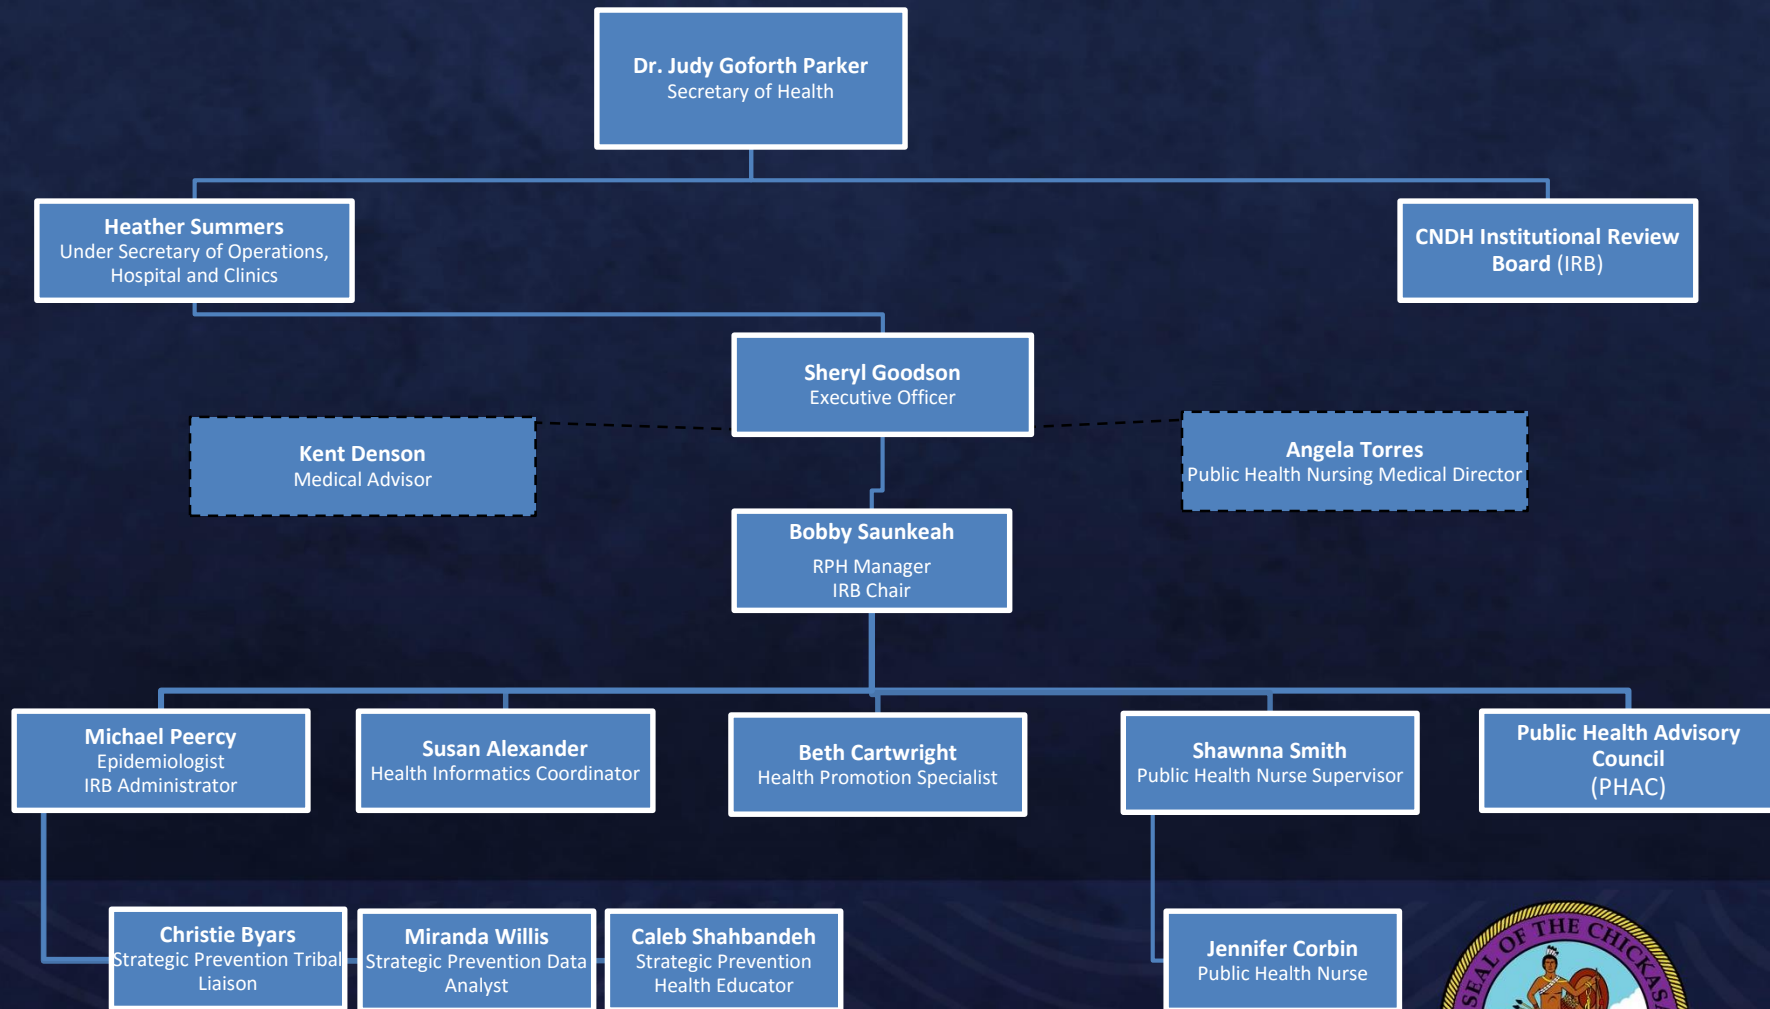 Dr. Judy Goforth Parker
Secretary of Health
Heather Summers
Under Secretary of Operations,
Hospital and Clinics
CNDH Institutional Review
Board (IRB)
Sheryl Goodson
Executive Officer
Kent Denson
Medical Advisor
Angela Torres
Public Health Nursing Medical Director
Bobby Saunkeah
RPH Manager
IRB Chair
Michael Peercy
Epidemiologist
IRB Administrator
Susan Alexander
Health Informatics Coordinator
Beth Cartwright
Health Promotion Specialist
Shawnna Smith
Public Health Nurse Supervisor
Public Health Advisory
Council
(PHAC)
Christie Byars
Strategic Prevention Tribal
Liaison
Miranda Willis
Strategic Prevention Data
Analyst
Caleb Shahbandeh
Strategic Prevention
Health Educator
Jennifer Corbin
Public Health Nurse
SEAL OF THE CHICKASA